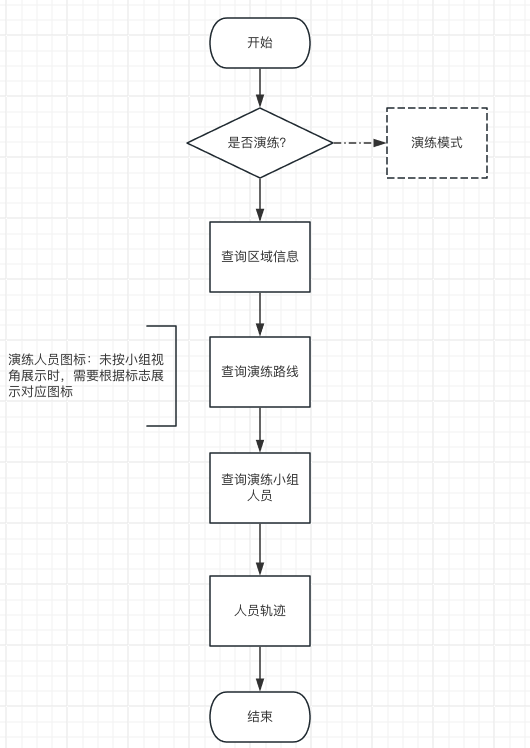 开始
是否演练?
演练模式
查询区域信息
演练人员图标：未按小组视
角展示时，需要根据标志展
示对应图标
查询演练路线
查询演练小组
人员
人员轨迹
结束